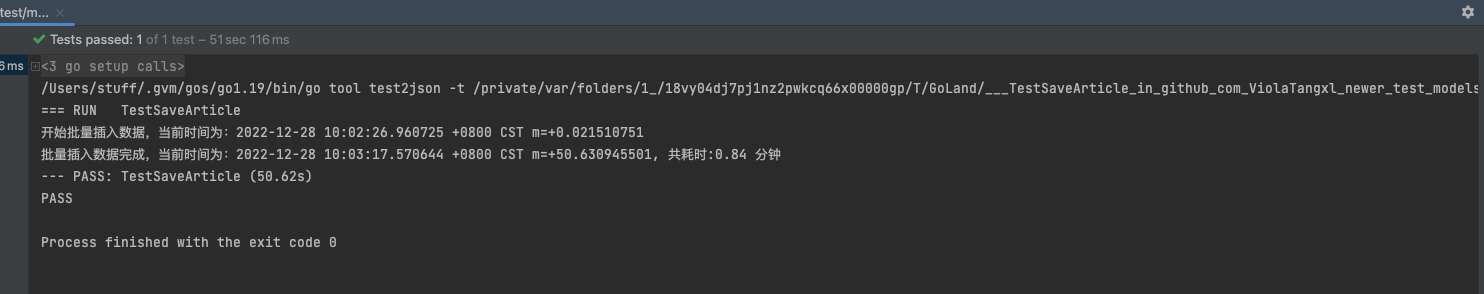 test/m...
Tests passed: 1 of 1 test – 51 sec 116 ms
6 ms
<3 go setup calls>
/Users/stuff/.gvm/gos/go1.19/bin/go tool test2json -t /private/var/folders/1_/18vy04dj7pj1nz2pwkcq66x00000gp/T/GoLand/___TestSaveArticle_in_github_com_ViolaTangxl_newer_test_models
=== RUN   TestSaveArticle
开始批量插入数据，当前时间为：2022-12-28 10:02:26.960725 +0800 CST m=+0.021510751
批量插入数据完成，当前时间为：2022-12-28 10:03:17.570644 +0800 CST m=+50.630945501, 共耗时:0.84 分钟
--- PASS: TestSaveArticle (50.62s)
PASS
Process finished with the exit code 0